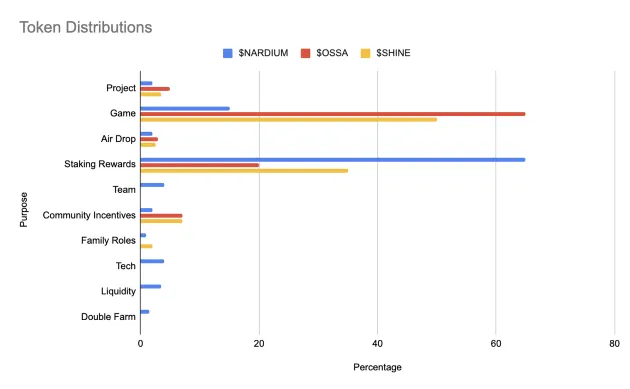 Token Distributions
$NARDIUM $OSSA $SHINE
Project
Game
Air Drop
Staking Rewards
Team
Community Incentives
Family Roles
Tech
Liquidity
Double Farm
Purpose
0 20 40 60 80
Percentage